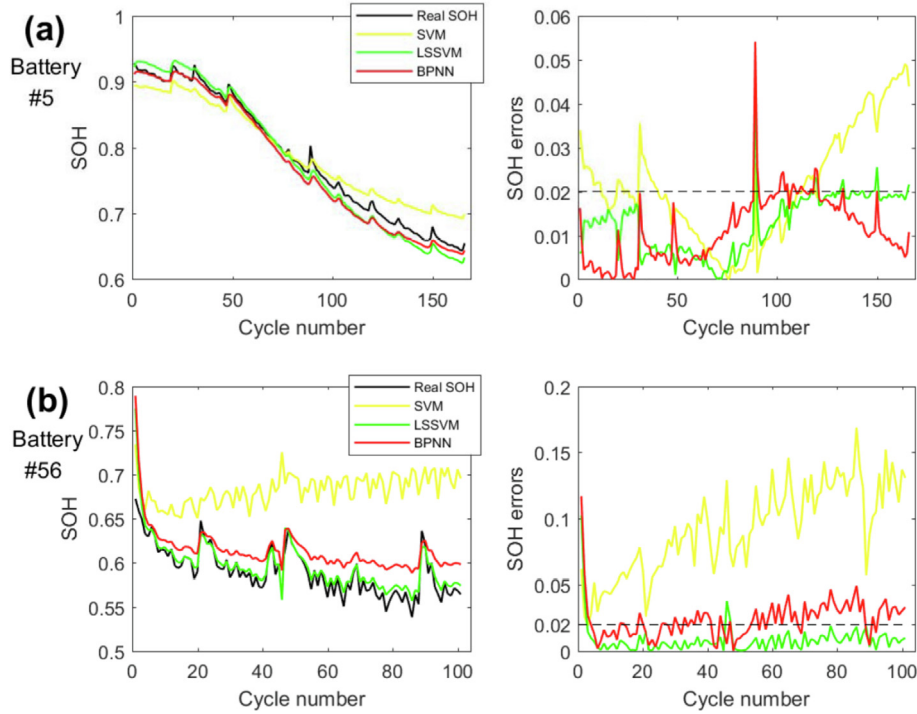 (a)
Battery
#5
1
0.9
0.8
0.7
0.6
SOH
0
50
100
150
Cycle number
Real SOH
SVM
LSSVM
BPNN
0.06
0.05
0.04
0.03
0.02
0.01
0
SOH errors
0
50
100
150
Cycle number
(b)
Battery
#56
0.8
0.75
0.7
0.65
0.6
0.55
0.5
SOH
0
20
40
60
80
100
Cycle number
Real SOH
SVM
LSSVM
BPNN
0.2
0.15
0.1
0.05
0.02
0
SOH errors
0
10
20
30
40
50
60
70
80
90
100
Cycle number